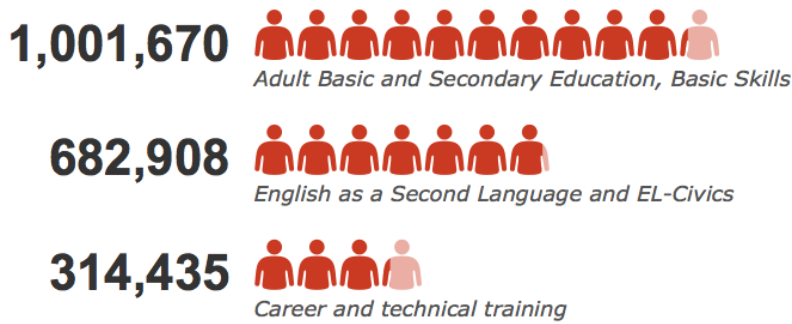 1,001,670
Adult Basic and Secondary Education, Basic Skills
682,908
English as a Second Language and EL-Civics
314,435
Career and technical training